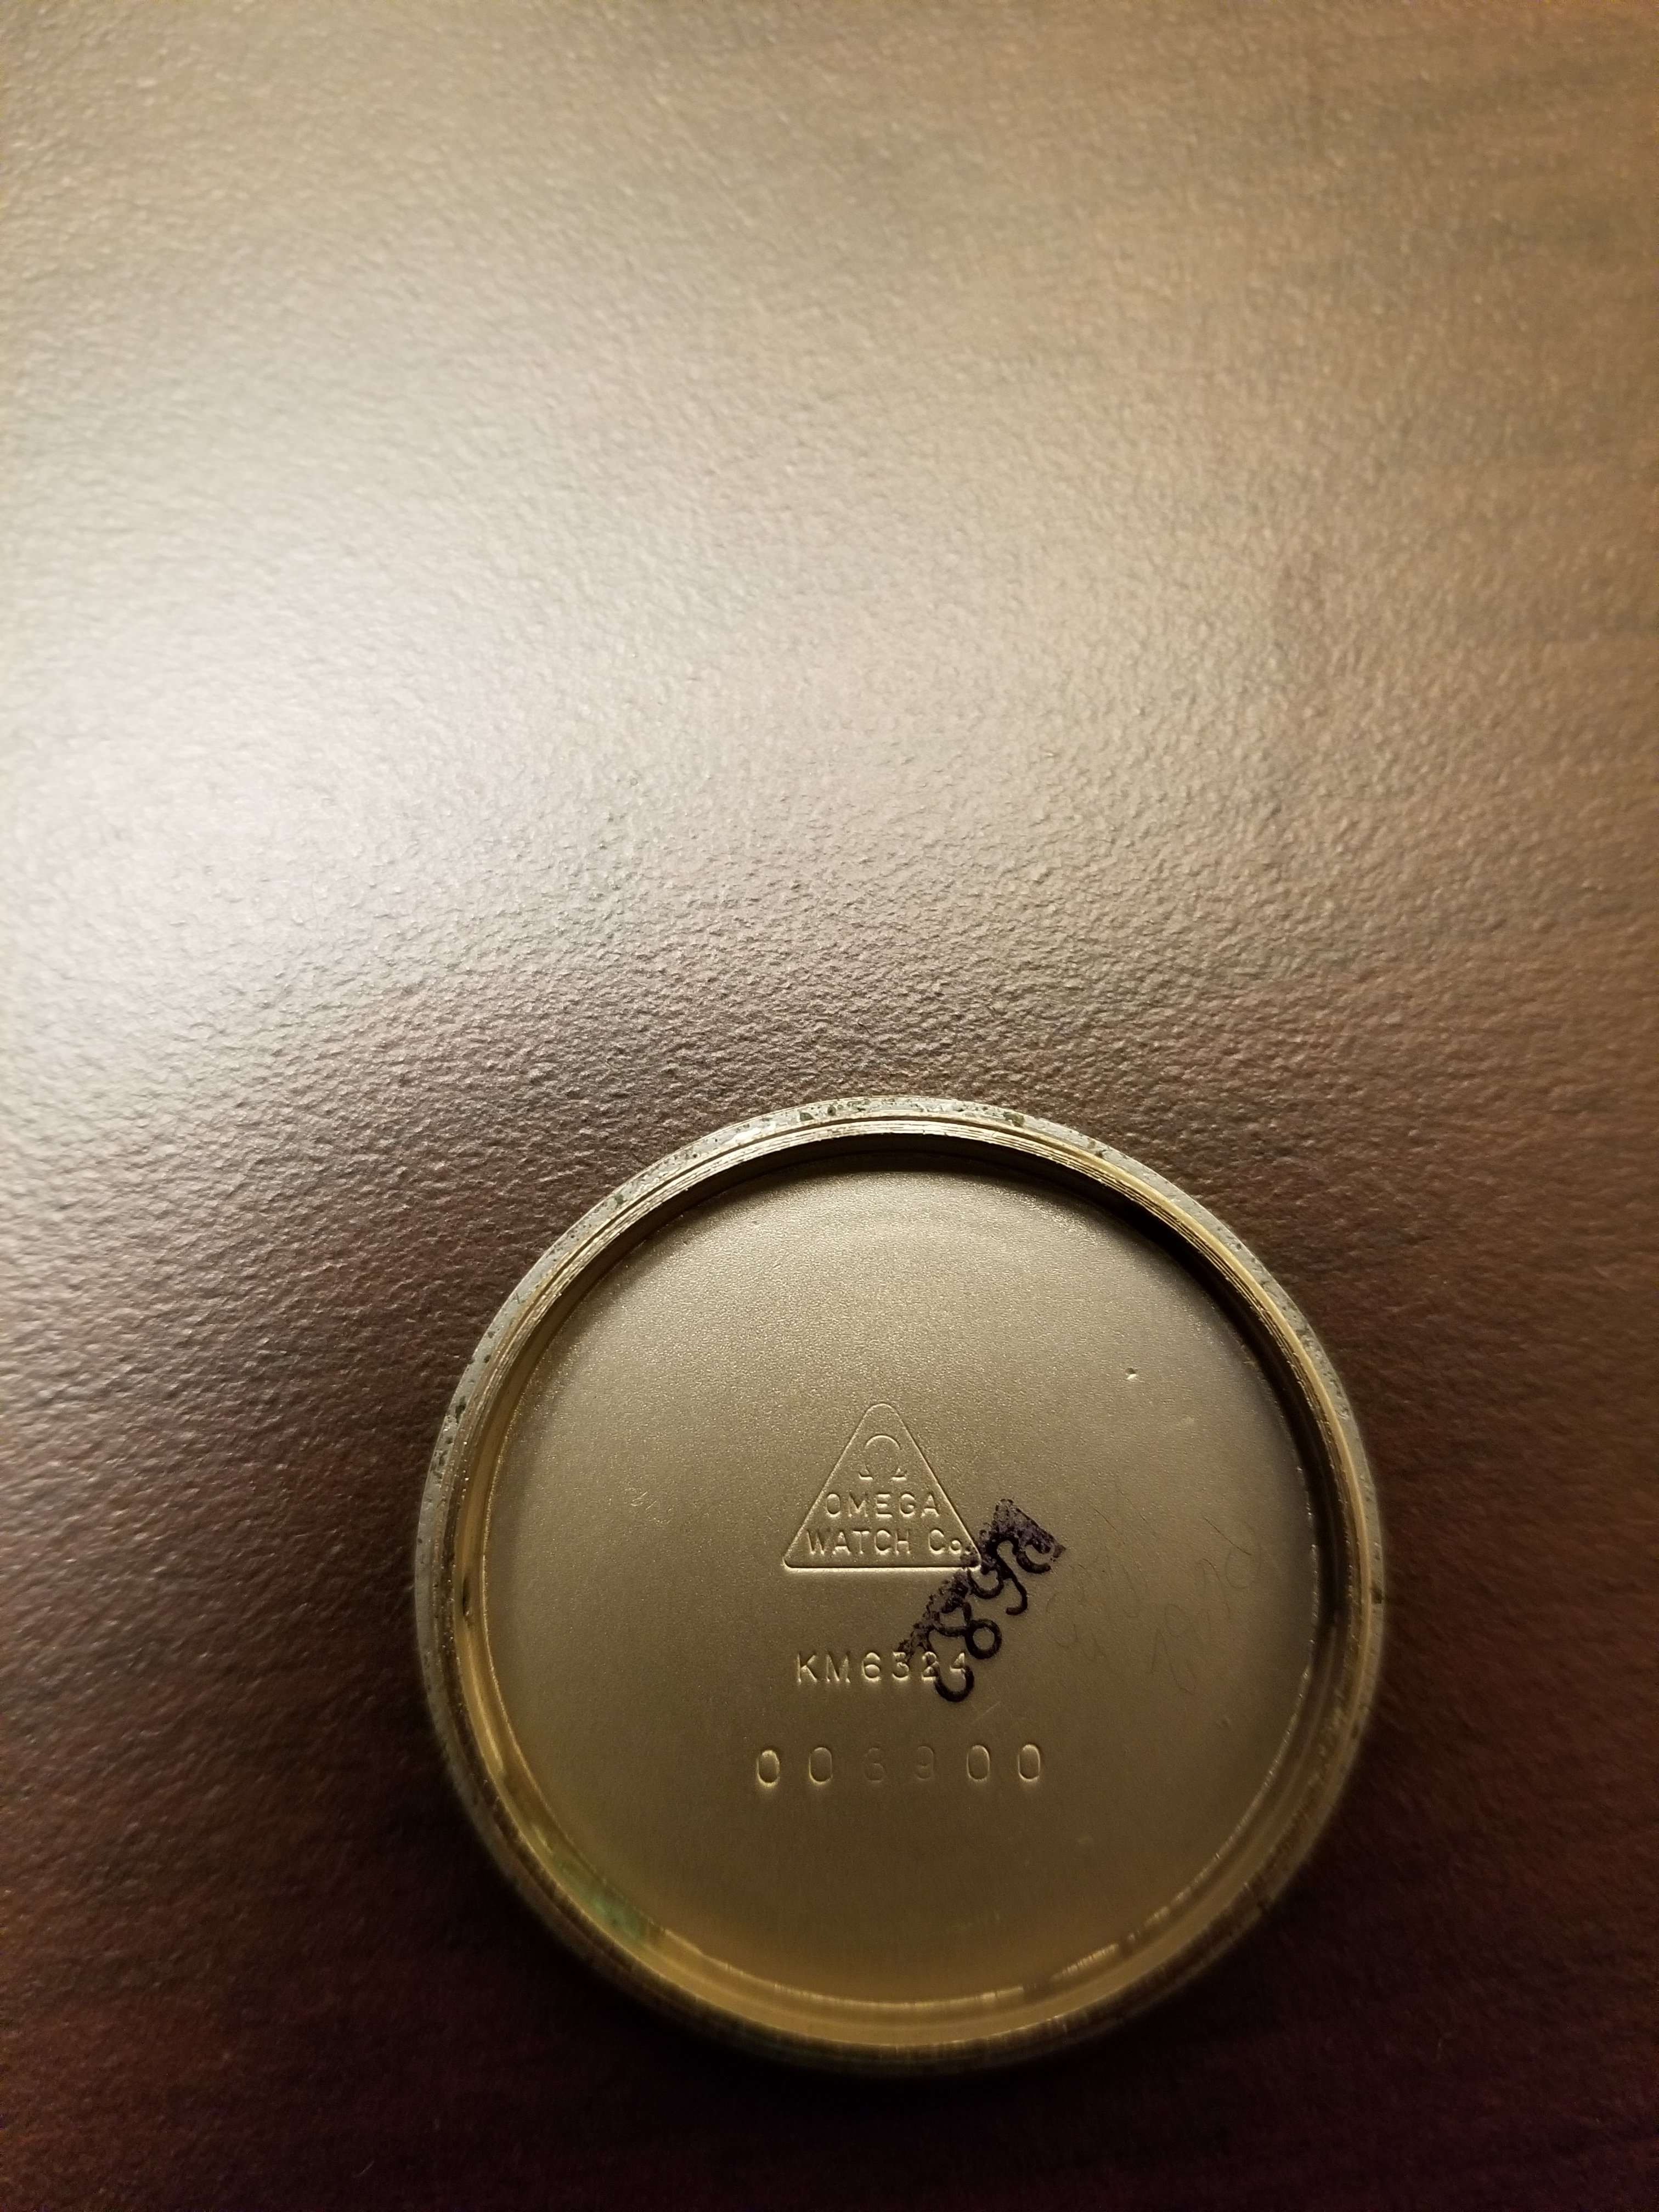 Ω
OMEGA
WATCH Co.
KM6324
003900